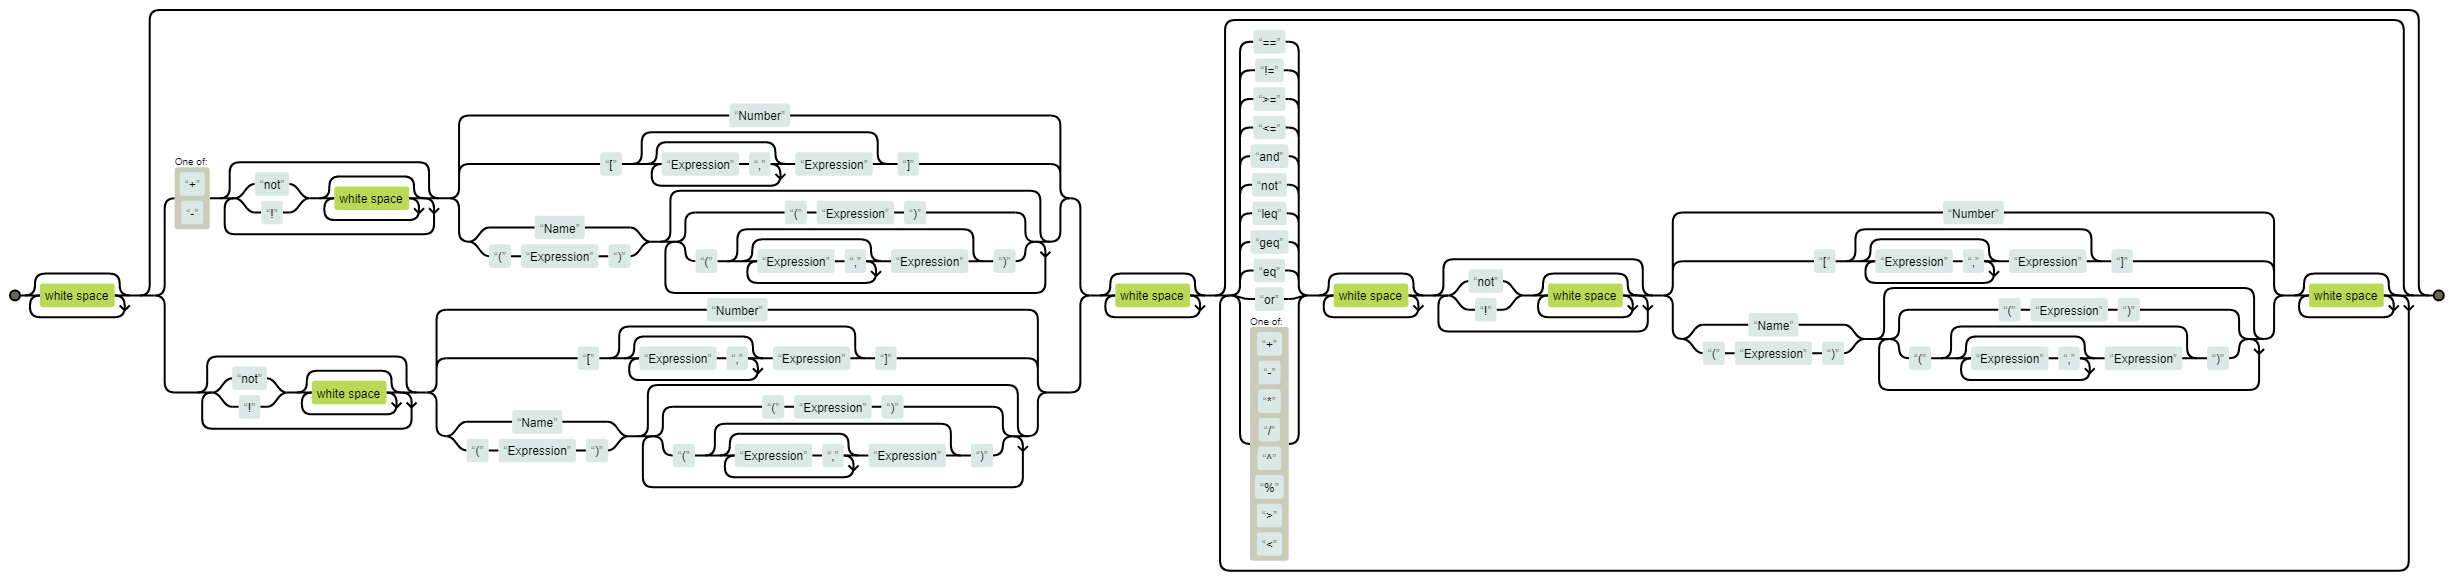 white space
One of:
“+”
“-”
“not”
“!”
white space
“Number”
“[” “Expression” “,” “Expression” “]”
“Name”
“(” “Expression” “)”
“(” “Expression” “)”
“(” “Expression” “,” “Expression” “)”
“not”
“!”
white space
“Number”
“[” “Expression” “,” “Expression” “]”
“Name”
“(” “Expression” “)”
“(” “Expression” “)”
“(” “Expression” “,” “Expression” “)”
white space
“==”
“!=”
“>=”
“<=”
“and”
“not”
“leq”
“geq”
“eq”
“or”
One of:
“+”
“-”
“*”
“/”
“^”
“%”
“>”
“<”
white space
“not”
“!”
white space
“Number”
“[” “Expression” “,” “Expression” “]”
“Name”
“(” “Expression” “)”
“(” “Expression” “)”
“(” “Expression” “,” “Expression” “)”
white space